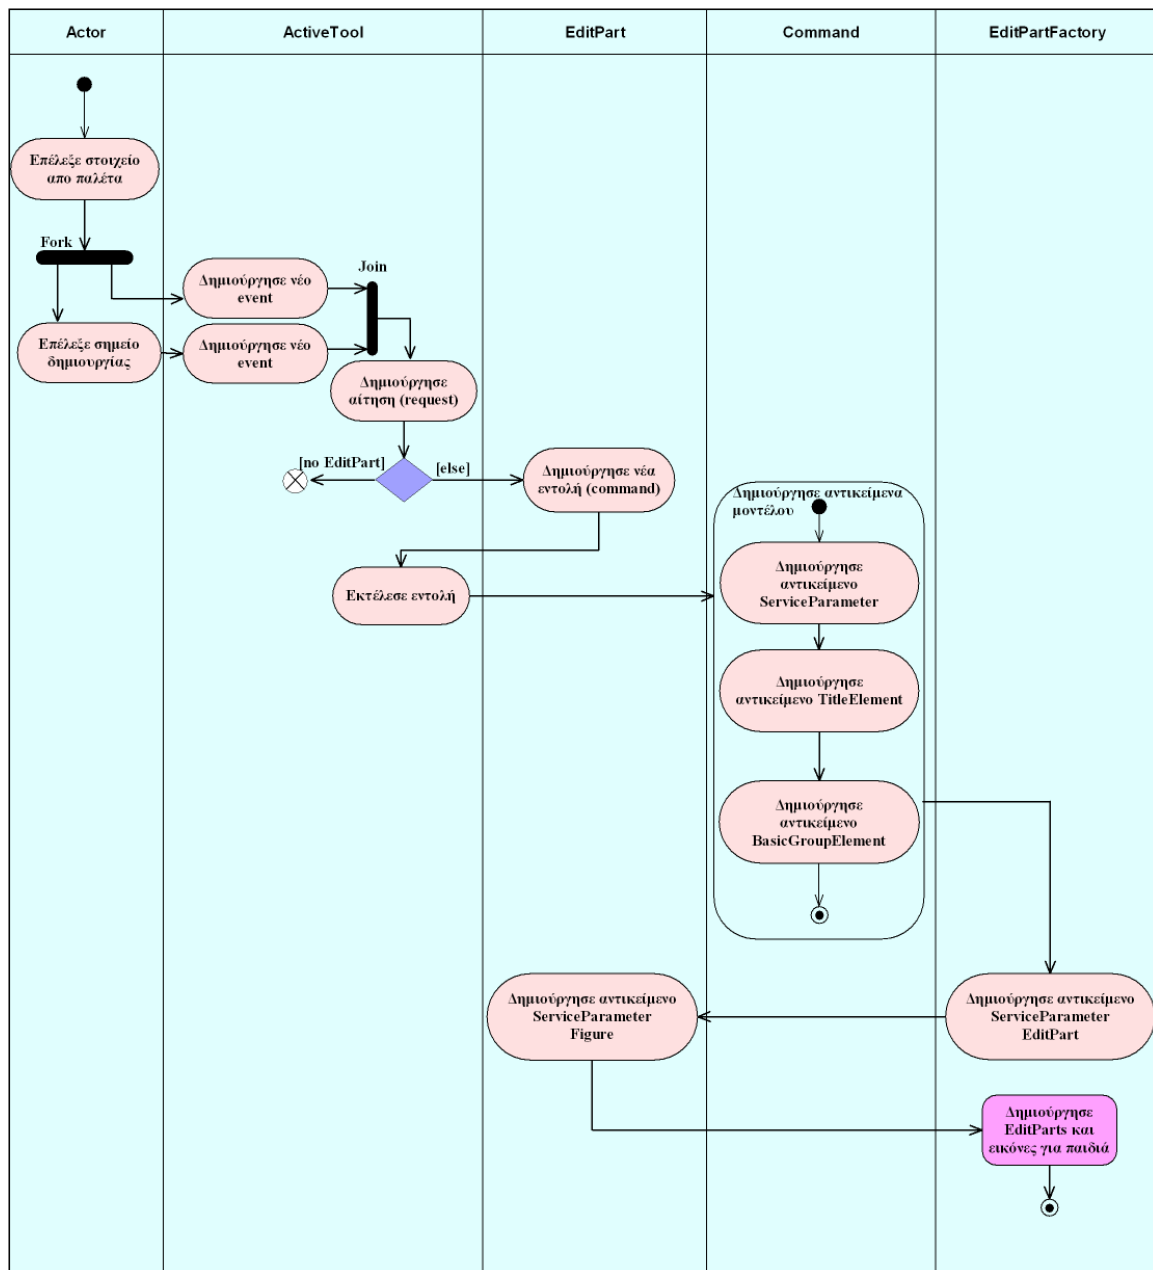 Actor
ActiveTool
EditPart
Command
EditPartFactory
Επέλεξε στοιχείο
απο παλέτα
Fork
Δημιούργησε νέο
event
Join
Επέλεξε σημείο
δημιουργίας
Δημιούργησε νέο
event
Δημιούργησε
αίτηση (request)
[no EditPart]
[else]
Δημιούργησε νέα
εντολή (command)
Δημιούργησε αντικείμενα
μοντέλου
Δημιούργησε
αντικείμενο
ServiceParameter
Εκτέλεσε εντολή
Δημιούργησε
αντικείμενο TitleElement
Δημιούργησε
αντικείμενο
BasicGroupElement
Δημιούργησε αντικείμενο
ServiceParameter
Figure
Δημιούργησε αντικείμενο
ServiceParameter
EditPart
Δημιούργησε
EditParts και
εικόνες για παιδιά